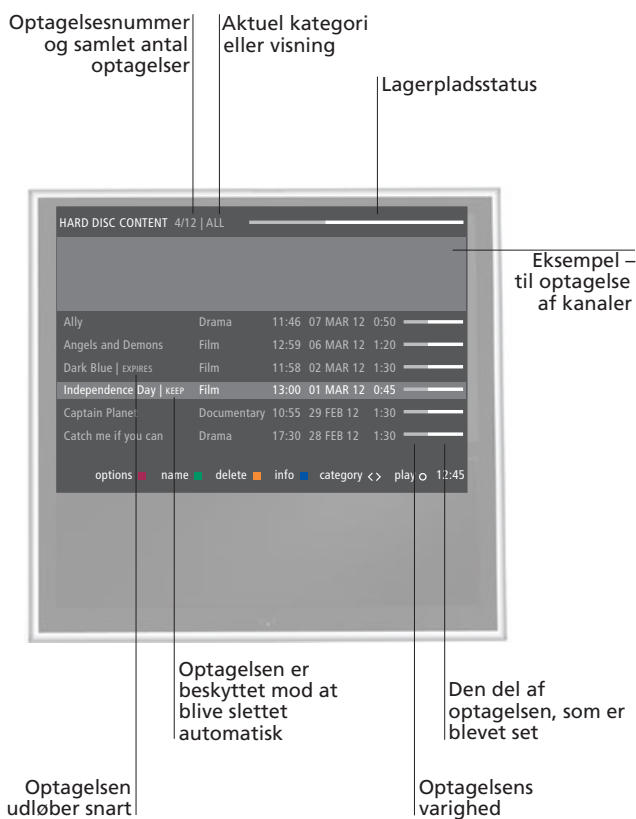 Optagelsesnummer
og samlet antal
optagelser
Aktuel kategori
eller visning
Lagerpladsstatus
HARD DISC CONTENT 4/12 | ALL
Eksempel –
til optagelse
af kanaler
Ally Drama 11:46 07 MAR 12 0:50
Angels and Demons Film 12:59 06 MAR 12 1:20
Dark Blue | EXPIRES Film 11:58 02 MAR 12 1:30
Independence Day | KEEP Film 13:00 01 MAR 12 0:45
Captain Planet Documentary 10:55 29 FEB 12 1:30
Catch me if you can Drama 17:30 28 FEB 12 1:30
options name delete info category <> play 12:45
Optagelsen er
beskyttet mod at
blive slettet
automatisk
Den del af
optagelsen, som er
blevet set
Optagelsen
udløber snart
Optagelsens
varighed